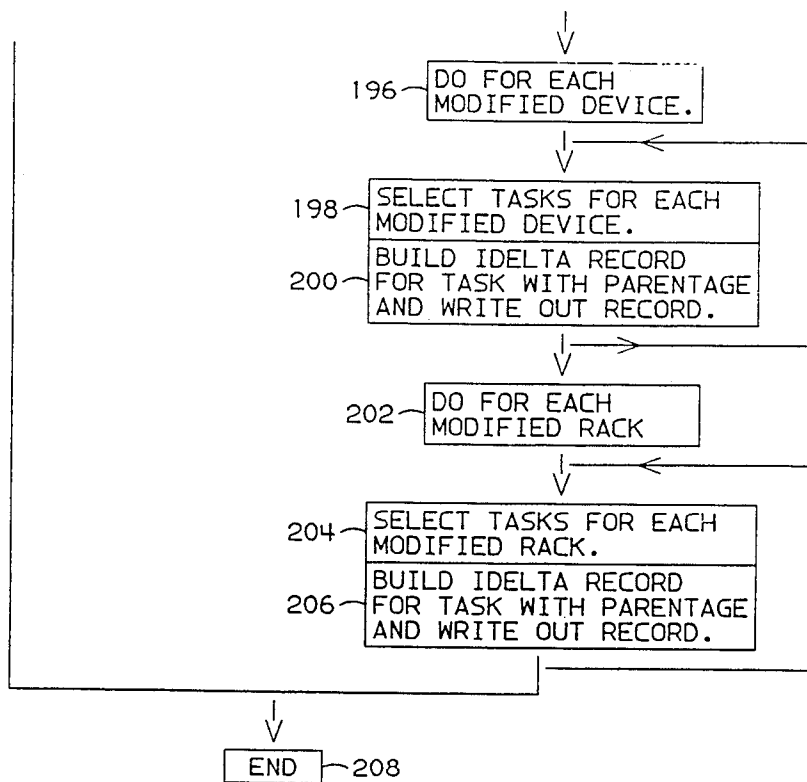 196
DO FOR EACH
MODIFIED DEVICE.
198
SELECT TASKS FOR EACH
MODIFIED DEVICE.
200
BUILD IDELTA RECORD
FOR TASK WITH PARENTAGE
AND WRITE OUT RECORD.
202
DO FOR EACH
MODIFIED RACK
204
SELECT TASKS FOR EACH
MODIFIED RACK.
206
BUILD IDELTA RECORD
FOR TASK WITH PARENTAGE
AND WRITE OUT RECORD.
END
208